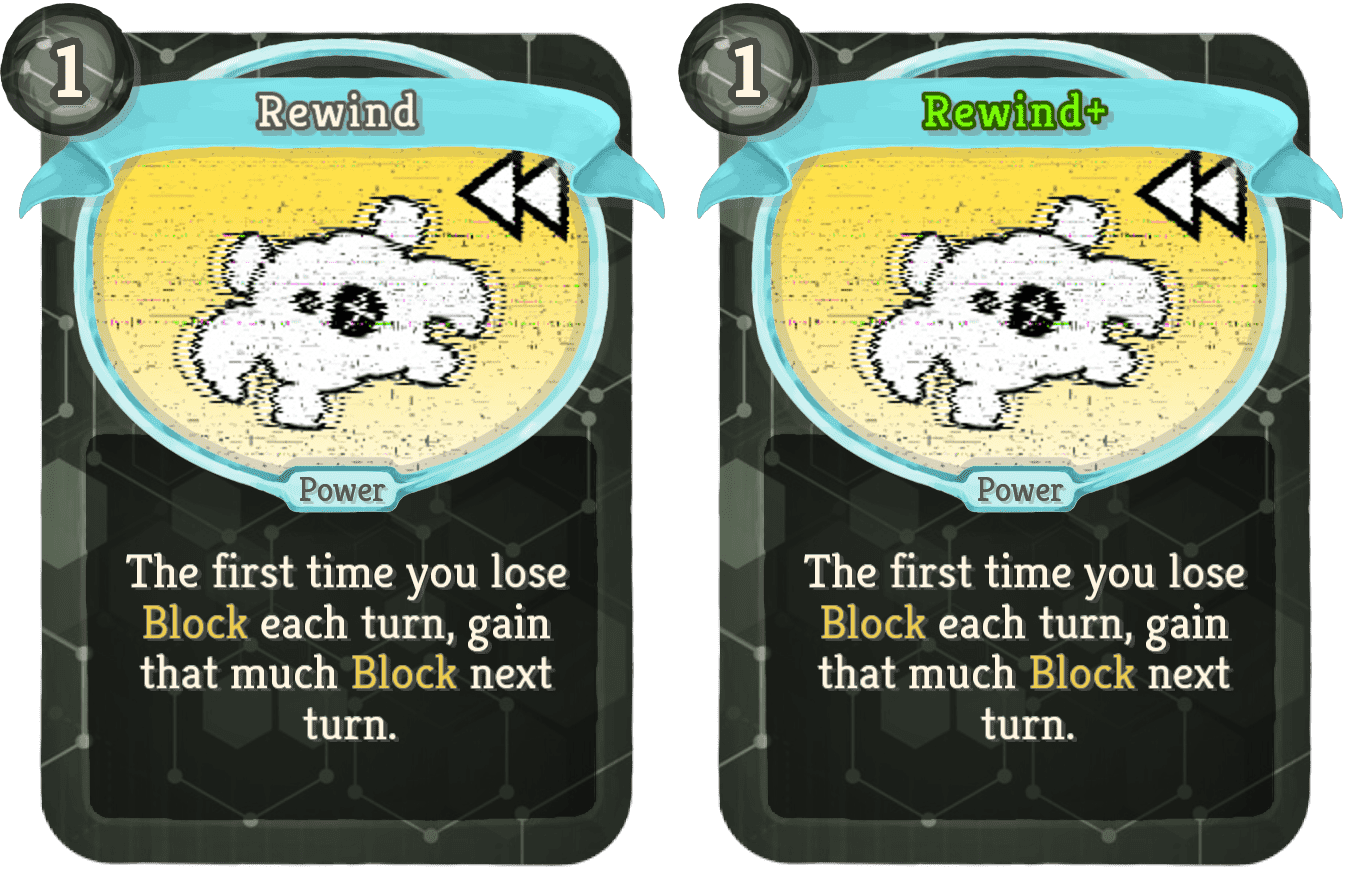 1
Rewind
Power
The first time you lose
Block each turn, gain
that much Block next
turn.
1
Rewind+
Power
The first time you lose
Block each turn, gain
that much Block next
turn.